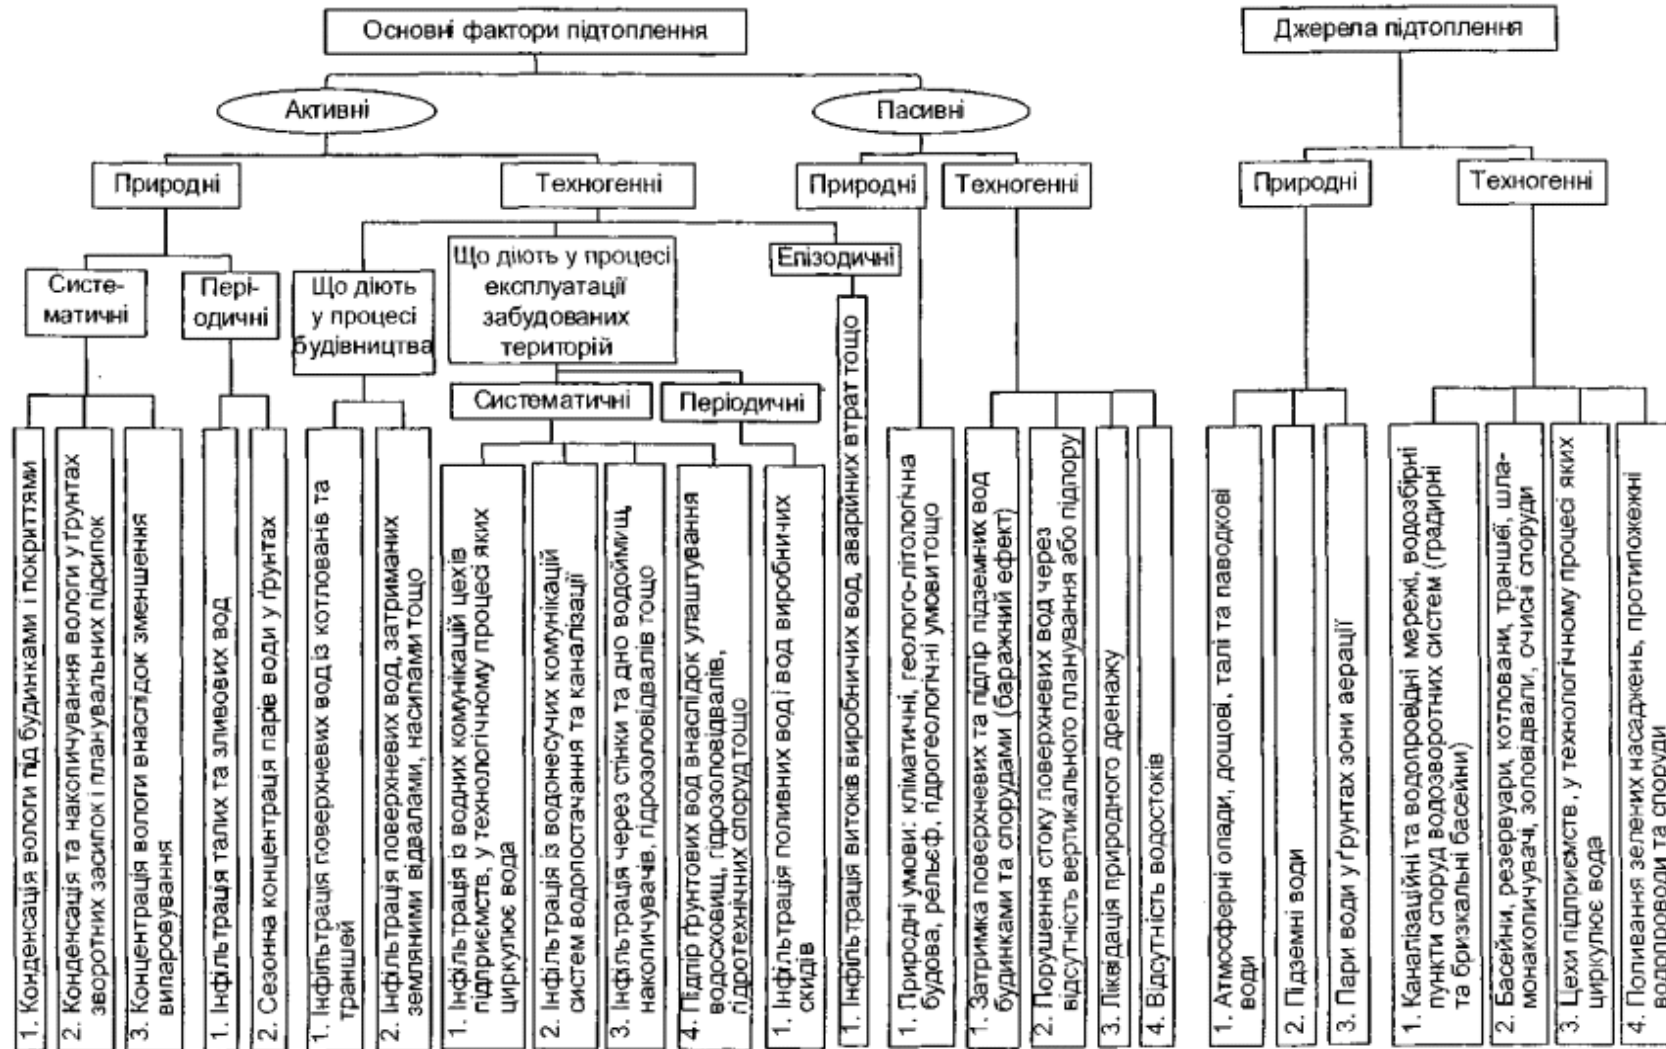 Основні фактори підтоплення
Джерела підтоплення
Активні
Пасивні
Природні
Техногенні
Природні
Техногенні
Природні
Техногенні
Систе-
матичні
Пері-
одичні
Що діють
у процесі
будівництва
Що діють у процесі
експлуатації
забудованих
територій
Епізодичні
Систематичні
Періодичні
1. Конденсація вологи під будинками і покриттями
2. Конденсація та накопичування вологи у ґрунтах
зворотних засипок і планувальних підсипок
3. Концентрація вологи внаслідок зменшення
випаровування
1. Інфільтрація талих та зливових вод
2. Сезонна концентрація парів води у ґрунтах
1. Інфільтрація поверхневих вод із котлованів та
траншей
2. Інфільтрація поверхневих вод, затриманих
земляними відвалами, насипами тощо
1. Інфільтрація із водних комунікацій цехів
підприємств, у технологічному процесі яких
циркулює вода
2. Інфільтрація із водонесучих комунікацій
систем водопостачання та каналізації
3. Інфільтрація через стінки та дно водоймищ,
накопичувачів, гідрозоловідвалів тощо
4. Підпір ґрунтових вод внаслідок улаштування
водосховищ, гідрозоловідвалів,
гідротехнічних споруд тощо
1. Інфільтрація поливних вод і вод виробничих
скидів
1. Інфільтрація витоків виробничих вод, аварійних втрат тощо
1. Природні умови: кліматичні, геолого-літологічна
будова, рельєф, гідрогеологічні умови тощо
1. Затримка поверхневих та підпір підземних вод
будинками та спорудами (баражний ефект)
2. Порушення стоку поверхневих вод через
відсутність вертикального планування або підпору
3. Ліквідація природного дренажу
4. Відсутність водостоків
1. Атмосферні опади, дощові, талі та паводкові
води
2. Підземні води
3. Пари води у ґрунтах зони аерації
1. Каналізаційні та водопровідні мережі, водозбірні
пункти споруд водозворотних систем (градирні
та бризкальні басейни)
2. Басейни, резервуари, котловани, траншеї, шла-
монакопичувачі, золовідвали, очисні споруди
3. Цехи підприємств, у технологічному процесі яких
циркулює вода
4. Поливання зелених насаджень, протипожежні
водопроводи та споруди